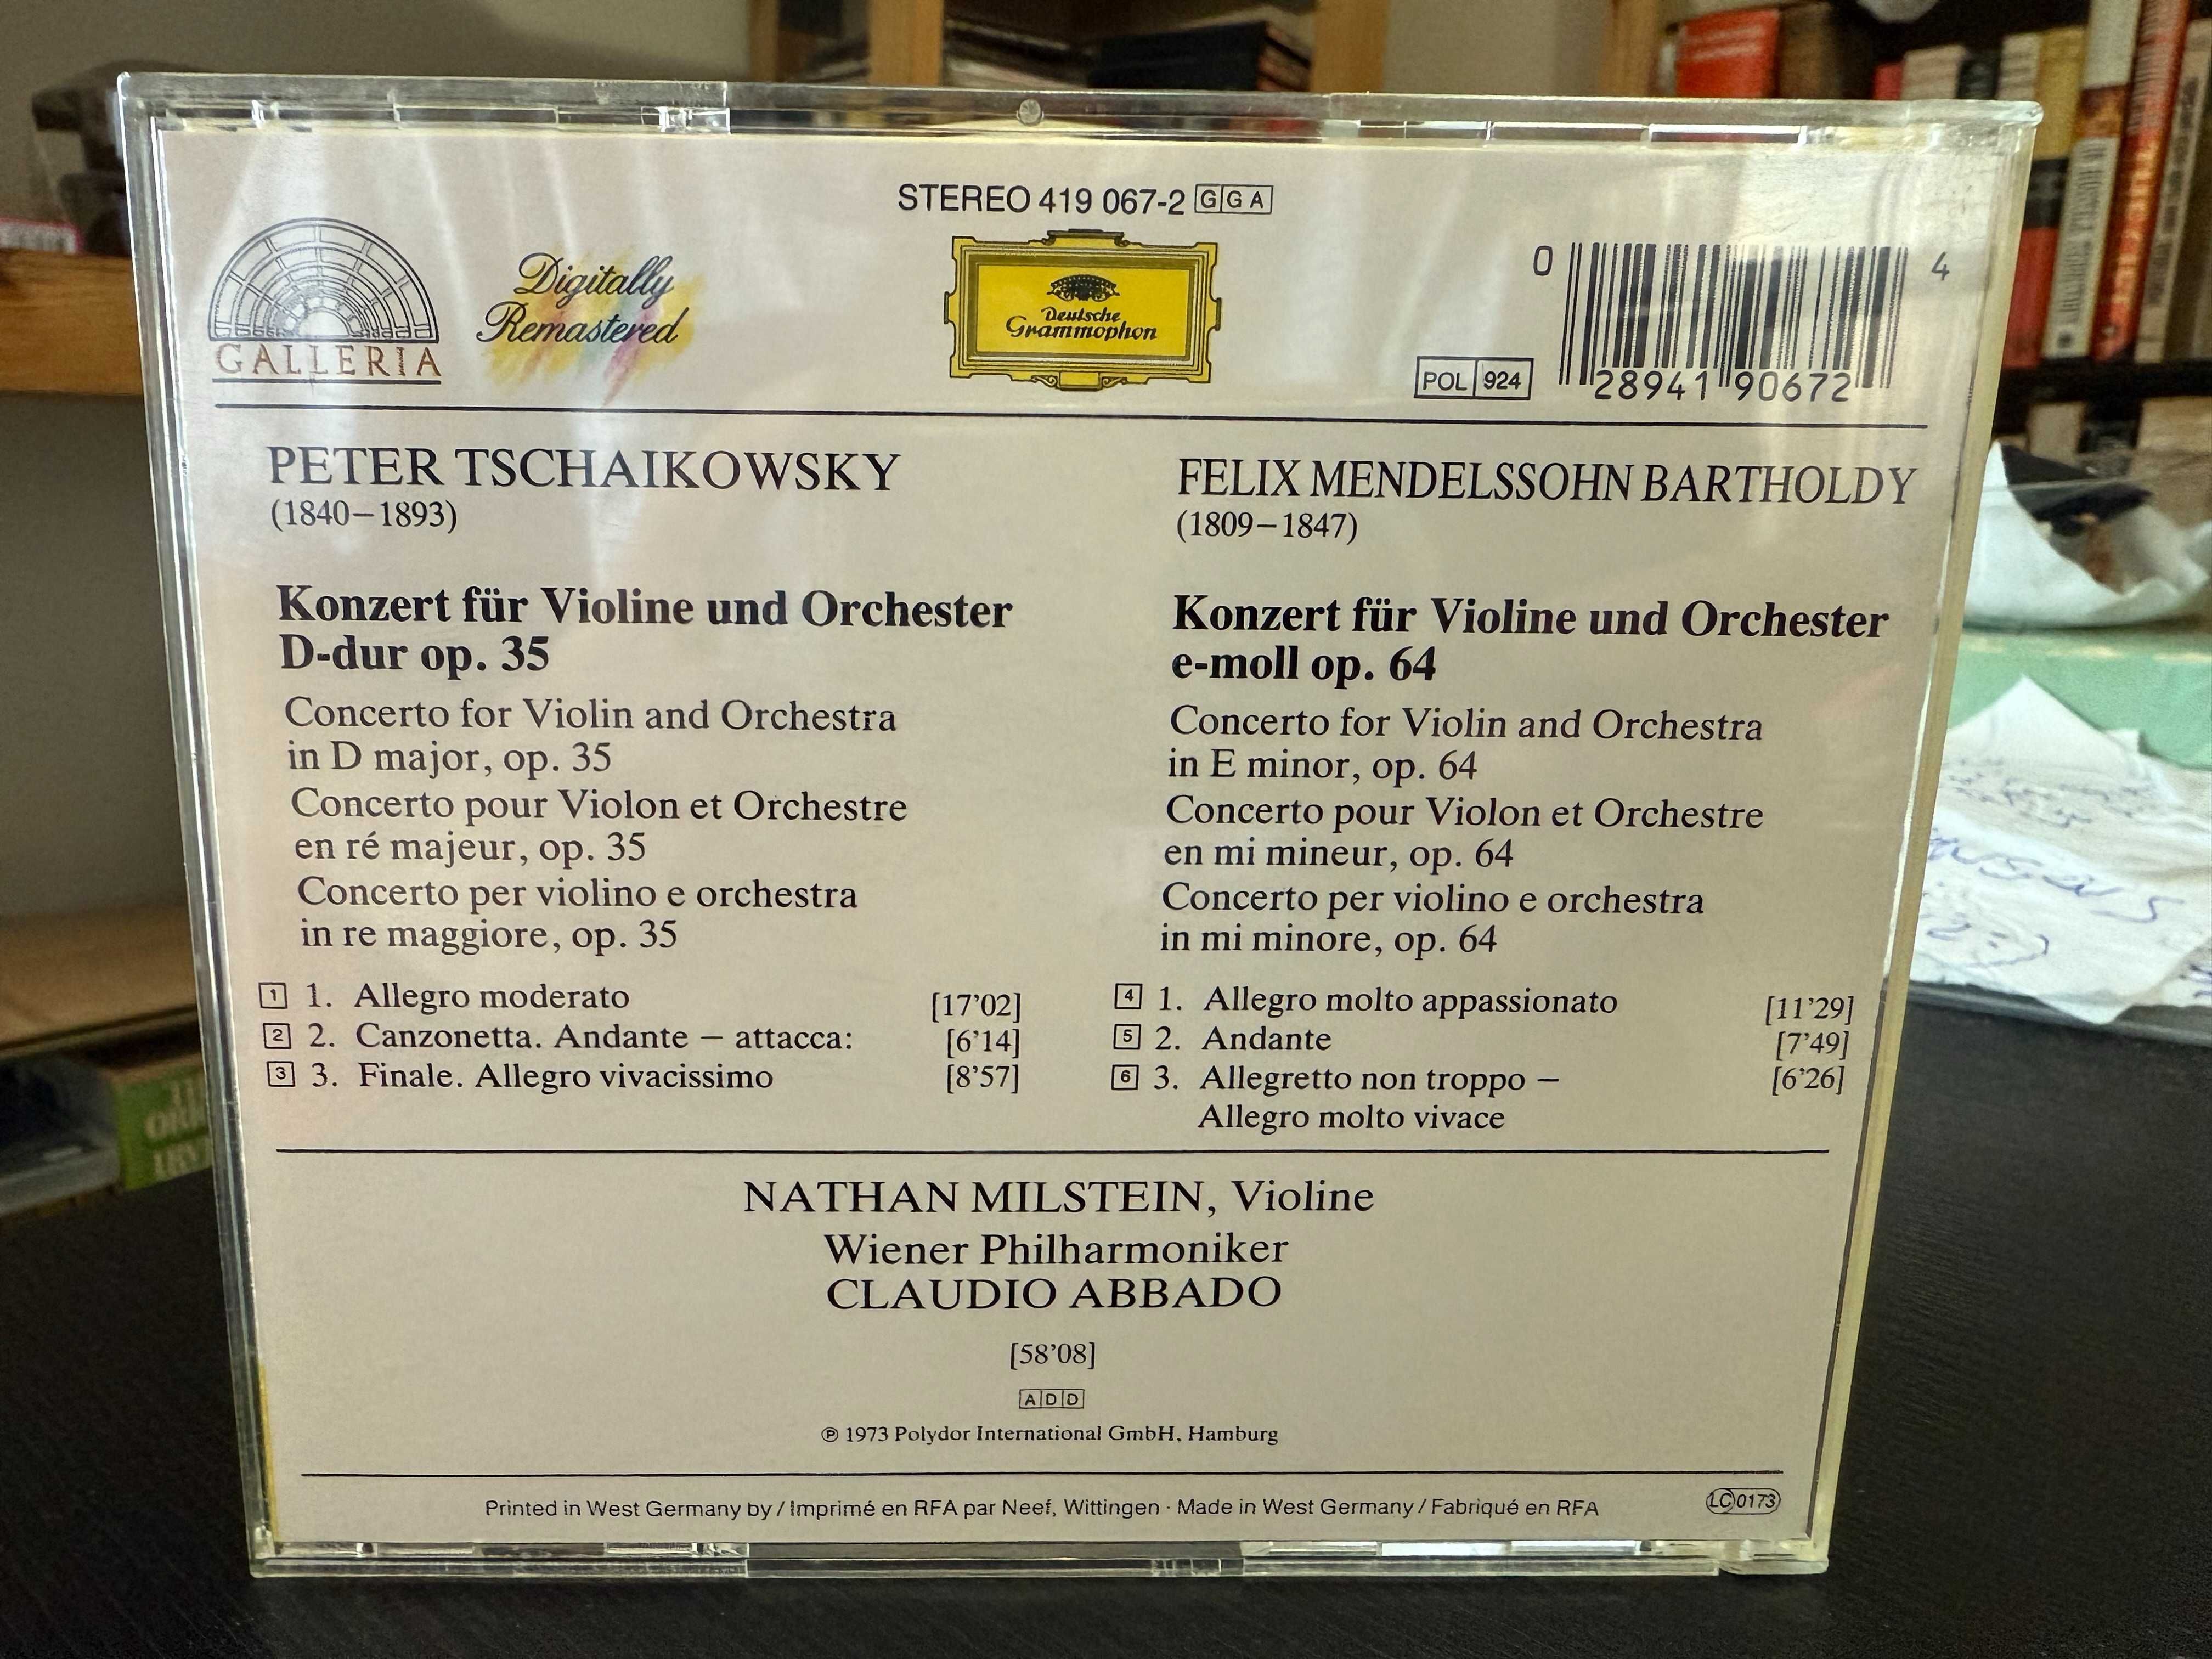 STEREO 419 067-2 GGA
GALLERIA
Digitally
Remastered
Deutsche
Grammophon
POL 924
0 28941 90672 4
PETER TSCHAIKOWSKY
(1840–1893)
Konzert für Violine und Orchester
D-dur op. 35
Concerto for Violin and Orchestra
in D major, op. 35
Concerto pour Violon et Orchestre
en ré majeur, op. 35
Concerto per violino e orchestra
in re maggiore, op. 35
1 1. Allegro moderato [17'02]
2 2. Canzonetta. Andante – attacca: [6'14]
3 3. Finale. Allegro vivacissimo [8'57]
FELIX MENDELSSOHN BARTHOLDY
(1809–1847)
Konzert für Violine und Orchester
e-moll op. 64
Concerto for Violin and Orchestra
in E minor, op. 64
Concerto pour Violon et Orchestre
en mi mineur, op. 64
Concerto per violino e orchestra
in mi minore, op. 64
4 1. Allegro molto appassionato [11'29]
5 2. Andante [7'49]
6 3. Allegretto non troppo – [6'26]
Allegro molto vivace
NATHAN MILSTEIN, Violine
Wiener Philharmoniker
CLAUDIO ABBADO
[58'08]
ADD
℗ 1973 Polydor International GmbH, Hamburg
Printed in West Germany by / Imprimé en RFA par Neef, Wittingen · Made in West Germany / Fabriqué en RFA
LC 0173